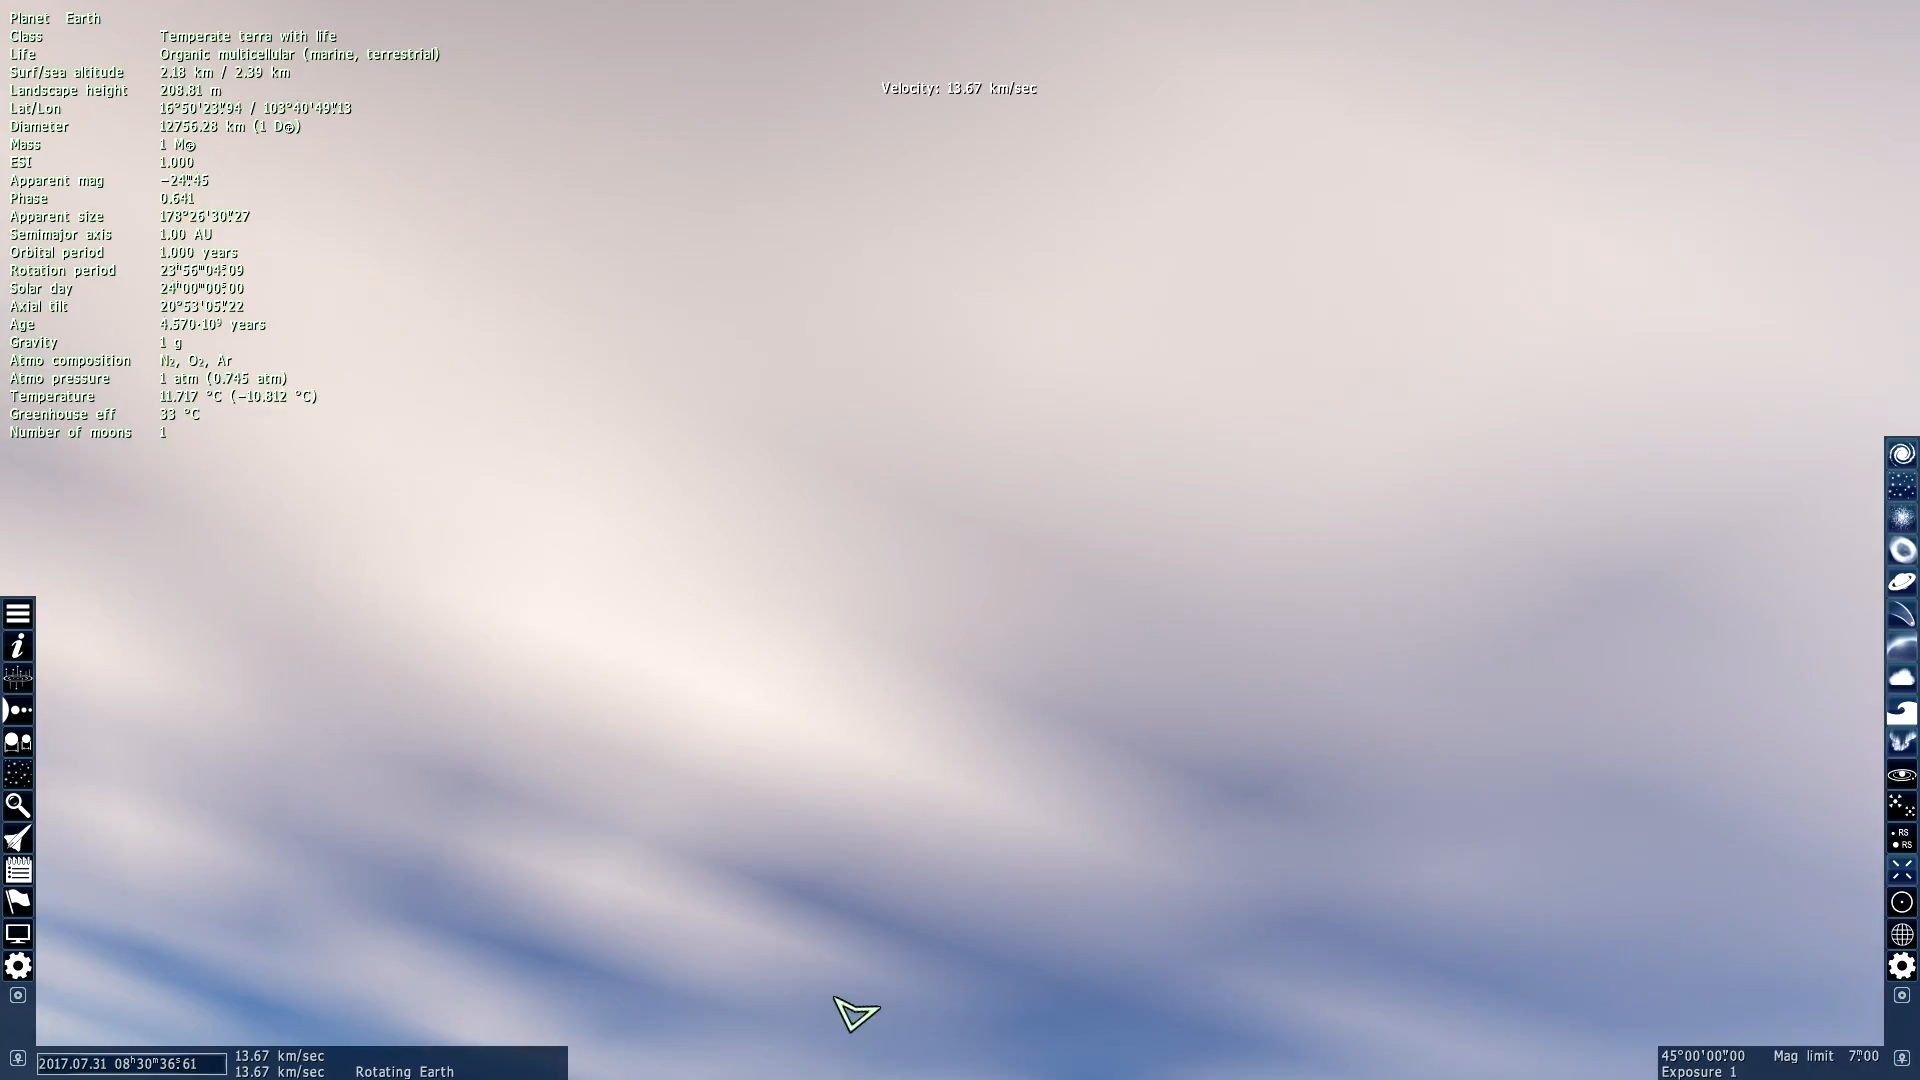 Planet Earth
Class Temperate terra with life
Life Organic multicellular (marine, terrestrial)
Surf/sea altitude 2.18 km / 2.39 km
Landscape height 208.81 m
Lat/Lon 16°50'23"94 / 103°40'49"13
Diameter 12756.28 km (1 D⊕)
Mass 1 M⊕
ESI 1.000
Apparent mag −24ᵐ45
Phase 0.641
Apparent size 178°26'30"27
Semimajor axis 1.00 AU
Orbital period 1.000 years
Rotation period 23ʰ56ᵐ04ˢ09
Solar day 24ʰ00ᵐ00ˢ00
Axial tilt 20°53'05"22
Age 4.570·10⁹ years
Gravity 1 g
Atmo composition N₂, O₂, Ar
Atmo pressure 1 atm (0.745 atm)
Temperature 11.717 °C (−10.812 °C)
Greenhouse eff 33 °C
Number of moons 1
Velocity: 13.67 km/sec
RS
RS
2017.07.31 08ʰ30ᵐ36ˢ61
13.67 km/sec
13.67 km/sec Rotating Earth
45°00'00"00 Mag limit 7ᵐ00
Exposure 1